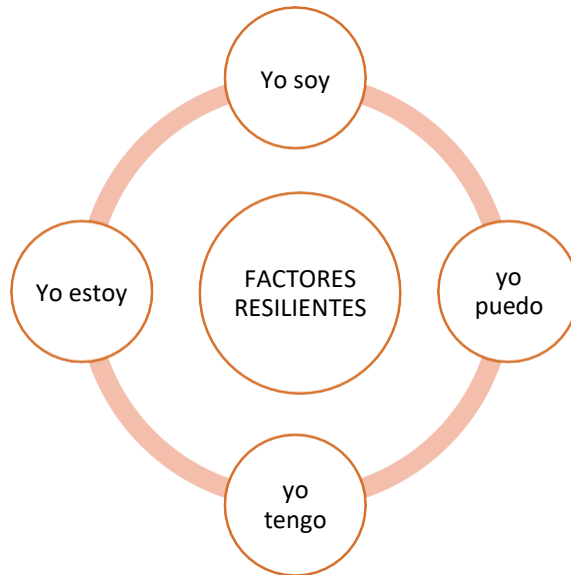 Yo soy
Yo estoy
FACTORES
RESILIENTES
yo
puedo
yo
tengo